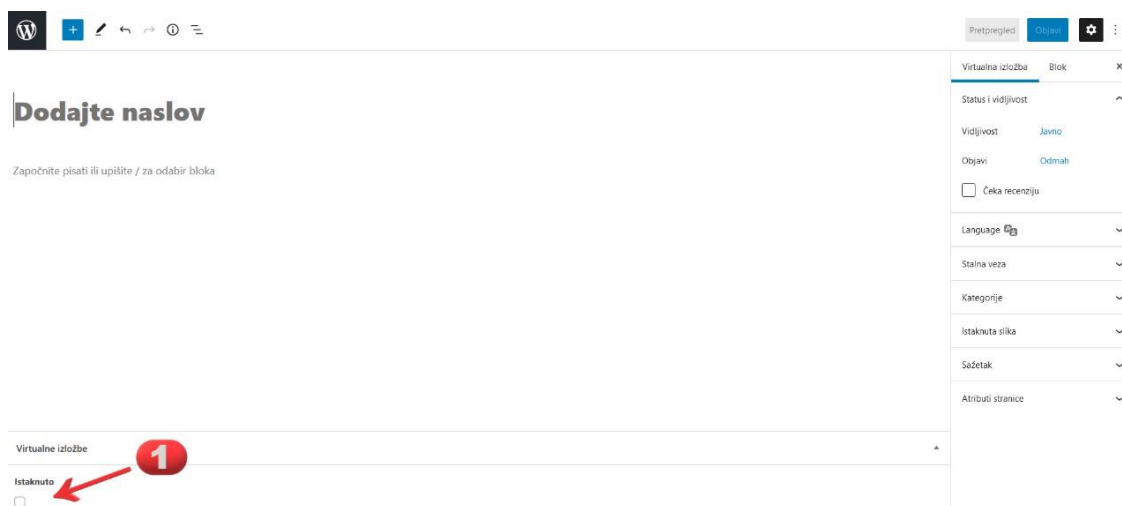 Pretpregled Objavi
Virtualna izložba Blok
Dodajte naslov
Status i vidljivost
Vidljivost Javno
Započnite pisati ili upišite / za odabir bloka
Objavi Odmah
Čeka recenziju
Language
Stalna veza
Kategorije
Istaknuta slika
Sažetak
Atributi stranice
Virtualne izložbe
1
Istaknuto